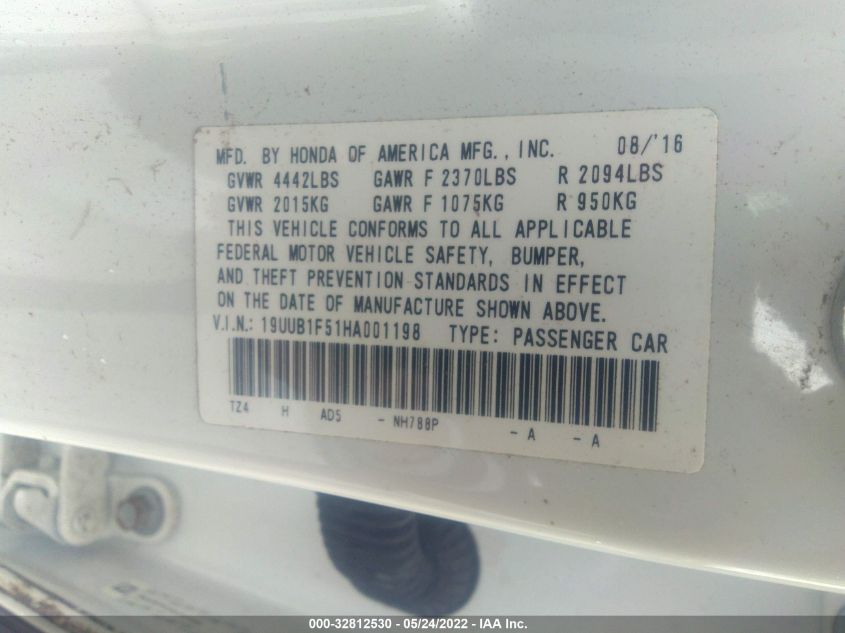 MFD. BY HONDA OF AMERICA MFG., INC. 08/'16
GVWR 4442LBS GAWR F 2370LBS R 2094LBS
GVWR 2015KG GAWR F 1075KG R 950KG
THIS VEHICLE CONFORMS TO ALL APPLICABLE
FEDERAL MOTOR VEHICLE SAFETY, BUMPER,
AND THEFT PREVENTION STANDARDS IN EFFECT
ON THE DATE OF MANUFACTURE SHOWN ABOVE.
V.I.N.: 19UUB1F51HA001198 TYPE: PASSENGER CAR
TZ4 H AD5 - NH788P - A - A
000-32812530 - 05/24/2022 - IAA Inc.